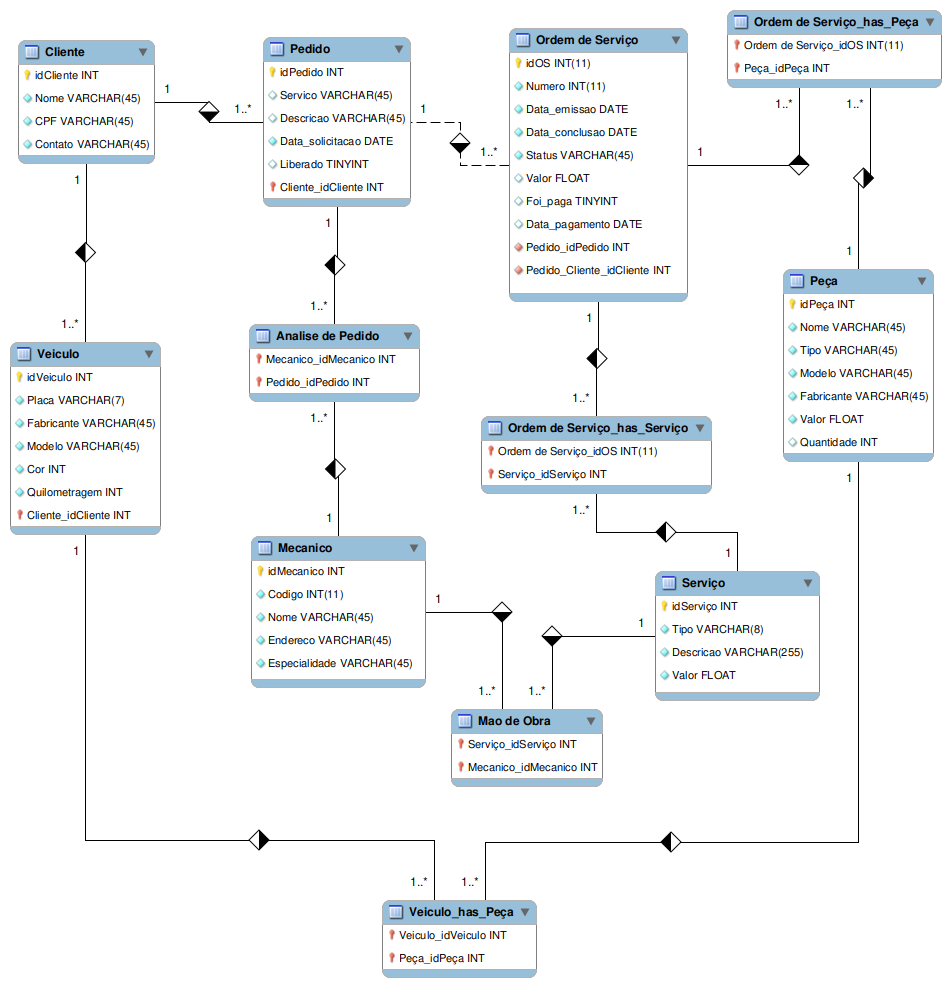 Cliente
idCliente INT
Nome VARCHAR(45)
CPF VARCHAR(45)
Contato VARCHAR(45)
1
1..*
Pedido
idPedido INT
Servico VARCHAR(45)
Descricao VARCHAR(45)
Data_solicitacao DATE
Liberado TINYINT
Cliente_idCliente INT
1
1..*
Ordem de Serviço
idOS INT(11)
Numero INT(11)
Data_emissao DATE
Data_conclusao DATE
Status VARCHAR(45)
Valor FLOAT
Foi_paga TINYINT
Data_pagamento DATE
Pedido_idPedido INT
Pedido_Cliente_idCliente INT
1
1..*
Ordem de Serviço_has_Peça
Ordem de Serviço_idOS INT(11)
Peça_idPeça INT
1..*
1
Peça
idPeça INT
Nome VARCHAR(45)
Tipo VARCHAR(45)
Modelo VARCHAR(45)
Fabricante VARCHAR(45)
Valor FLOAT
Quantidade INT
1
1..*
Veiculo
idVeiculo INT
Placa VARCHAR(7)
Fabricante VARCHAR(45)
Modelo VARCHAR(45)
Cor INT
Quilometragem INT
Cliente_idCliente INT
1
1..*
Analise de Pedido
Mecanico_idMecanico INT
Pedido_idPedido INT
1..*
1
Mecanico
idMecanico INT
Codigo INT(11)
Nome VARCHAR(45)
Endereco VARCHAR(45)
Especialidade VARCHAR(45)
1
1..*
Ordem de Serviço_has_Serviço
Ordem de Serviço_idOS INT(11)
Serviço_idServiço INT
1..*
1
Serviço
idServiço INT
Tipo VARCHAR(8)
Descricao VARCHAR(255)
Valor FLOAT
1
1
1..*
1..*
Mao de Obra
Serviço_idServiço INT
Mecanico_idMecanico INT
1
1
1..*
1..*
Veiculo_has_Peça
Veiculo_idVeiculo INT
Peça_idPeça INT